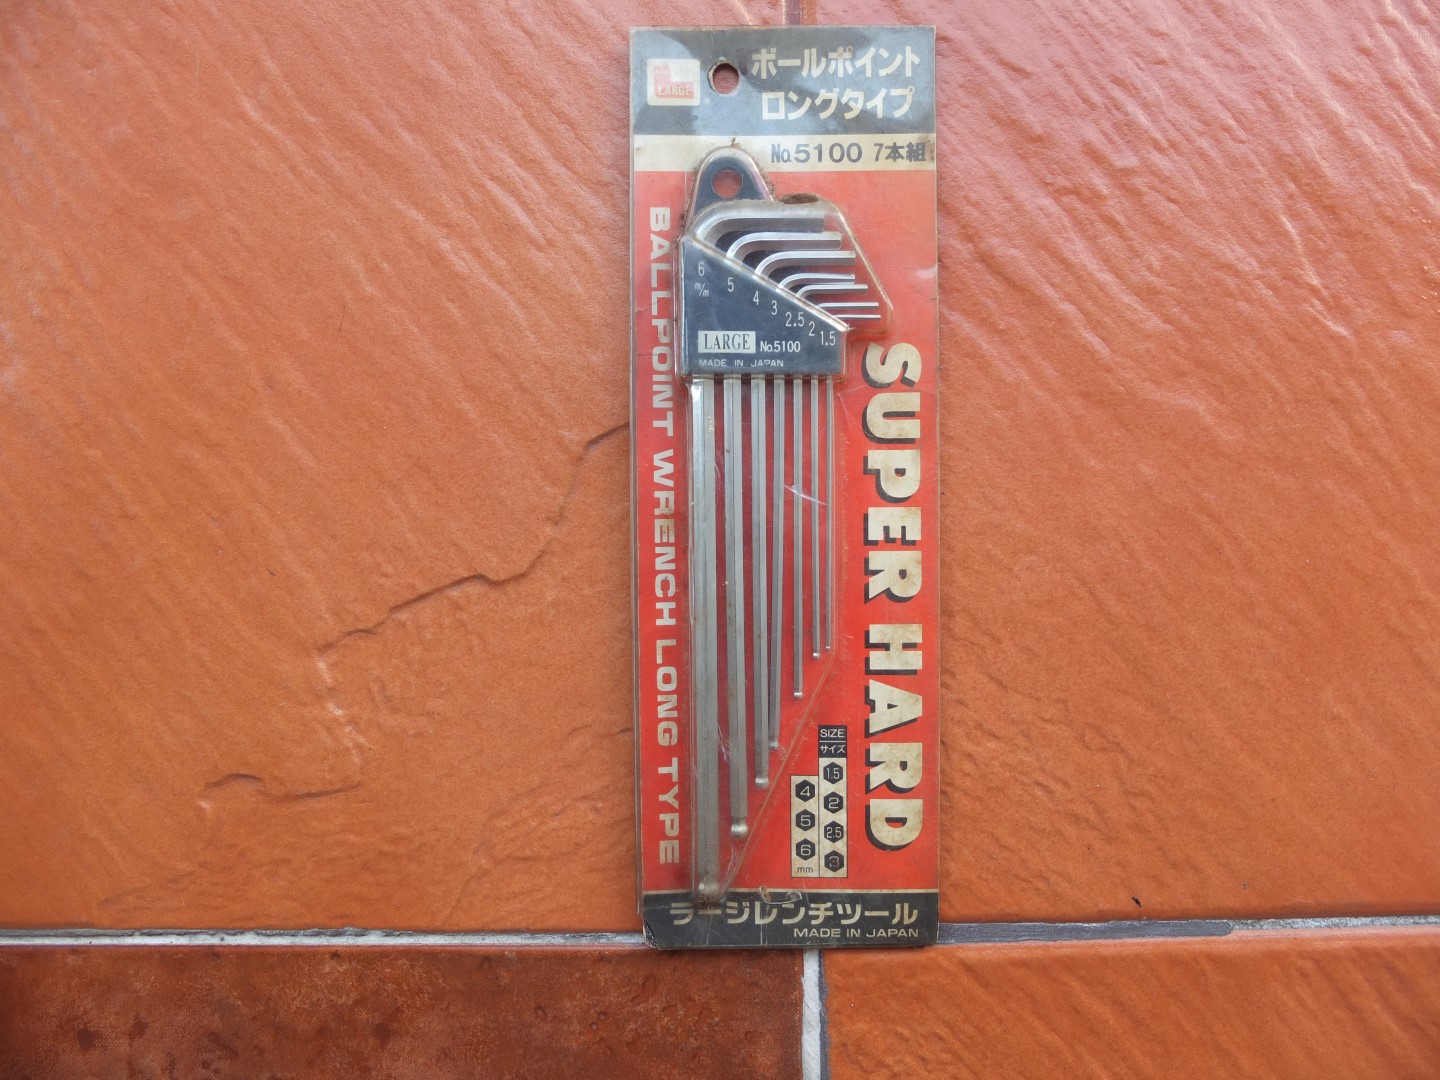 LARGE
ボールポイント
ロングタイプ
No.5100 7本組
BALLPOINT WRENCH LONG TYPE
6 5 4 3 2.5 2 1.5
m/m
LARGE No.5100
MADE IN JAPAN
SUPER HARD
SIZE
サイズ
1.5
4 2
5 2.5
6 3
mm
ラージレンチツール
MADE IN JAPAN